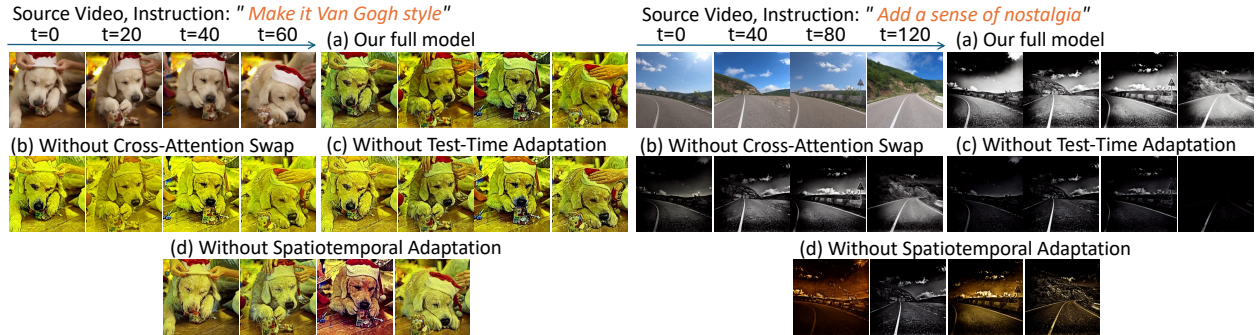 Source Video, Instruction: "Make it Van Gogh style"
t=0 t=20 t=40 t=60
(a) Our full model
(b) Without Cross-Attention Swap
(c) Without Test-Time Adaptation
(d) Without Spatiotemporal Adaptation
Source Video, Instruction: "Add a sense of nostalgia"
t=0 t=40 t=80 t=120
(a) Our full model
(b) Without Cross-Attention Swap
(c) Without Test-Time Adaptation
(d) Without Spatiotemporal Adaptation